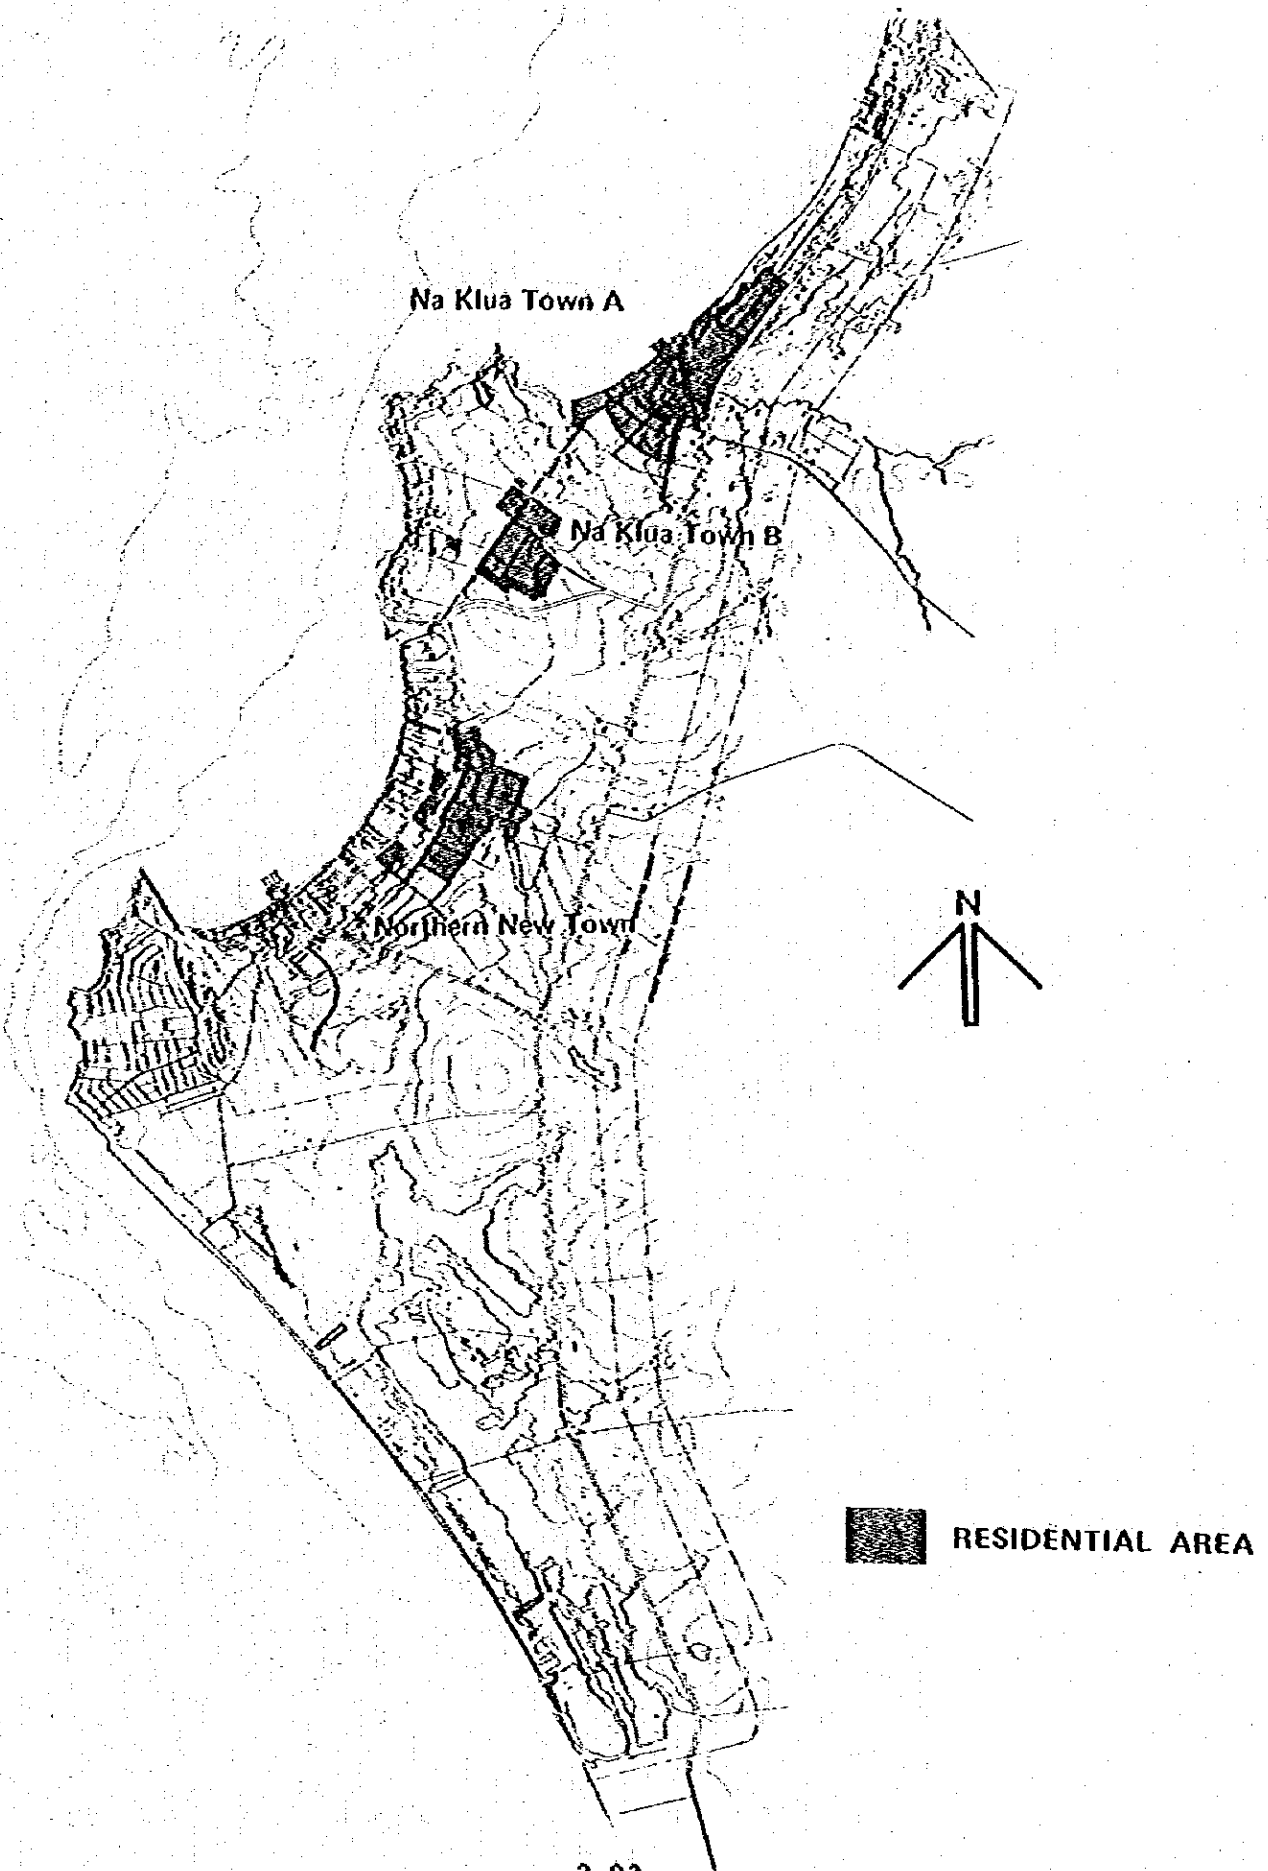 Na Klua Town A
Na Klua Town B
Northern New Town
N
RESIDENTIAL AREA